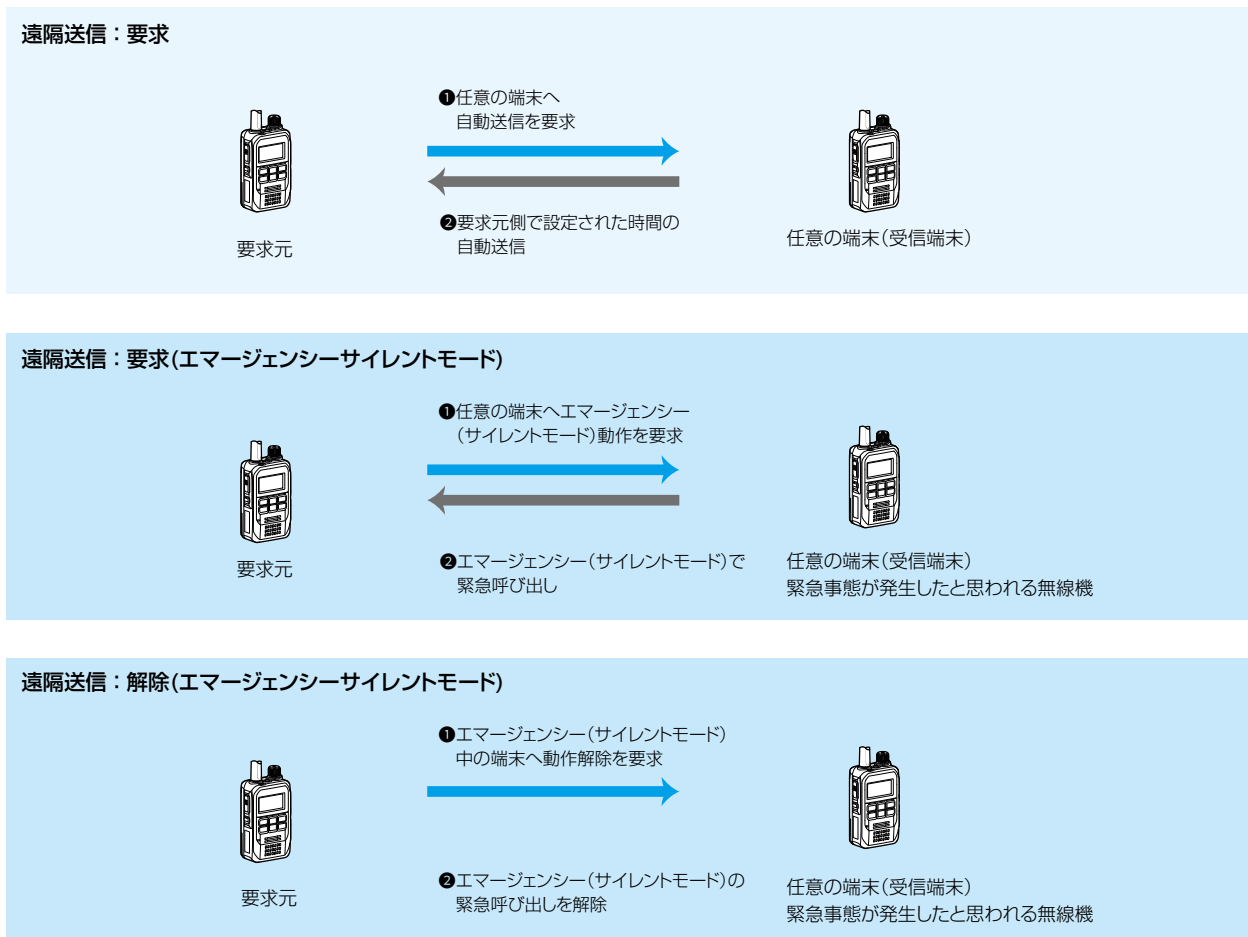 遠隔送信：要求
❶任意の端末へ
自動送信を要求
❷要求元側で設定された時間の
自動送信
要求元
任意の端末（受信端末）
遠隔送信：要求(エマージェンシーサイレントモード)
❶任意の端末へエマージェンシー
（サイレントモード）動作を要求
❷エマージェンシー（サイレントモード）で
緊急呼び出し
要求元
任意の端末（受信端末）
緊急事態が発生したと思われる無線機
遠隔送信：解除(エマージェンシーサイレントモード)
❶エマージェンシー（サイレントモード）
中の端末へ動作解除を要求
❷エマージェンシー（サイレントモード）の
緊急呼び出しを解除
要求元
任意の端末（受信端末）
緊急事態が発生したと思われる無線機